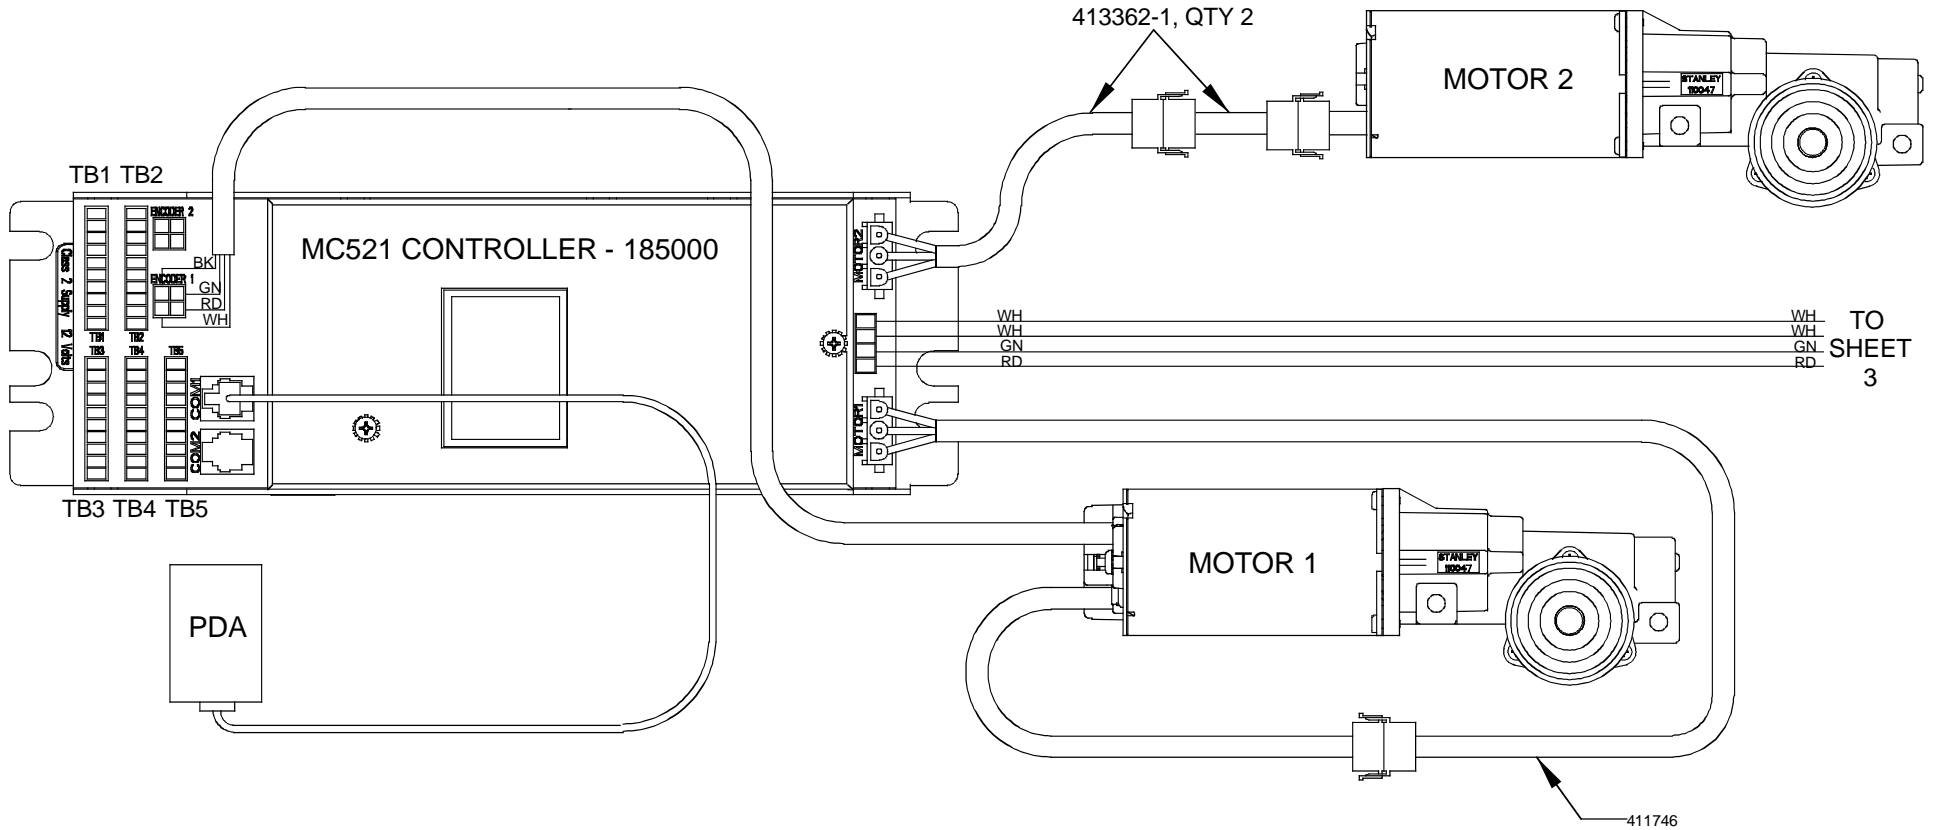 413362-1, QTY 2
MOTOR 2
STANLEY
110047
TB1 TB2
ENCODER 2
MC521 CONTROLLER - 185000
MOTOR2
Class 2 Supply 12 Volts
BK
ENCODER 1
GN
RD
WH
TB1 TB2
TB3 TB4 TB5
WH WH
WH WH
GN GN
RD RD
TO
SHEET
3
COM1
COM2
MOTOR1
TB3 TB4 TB5
MOTOR 1
STANLEY
110047
PDA
411746